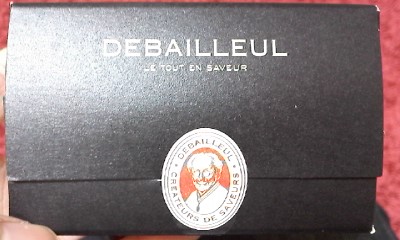 DEBAILLEUL
LE TOUT EN SAVEUR
DEBAILLEUL
CRÉATEURS DE SAVEURS